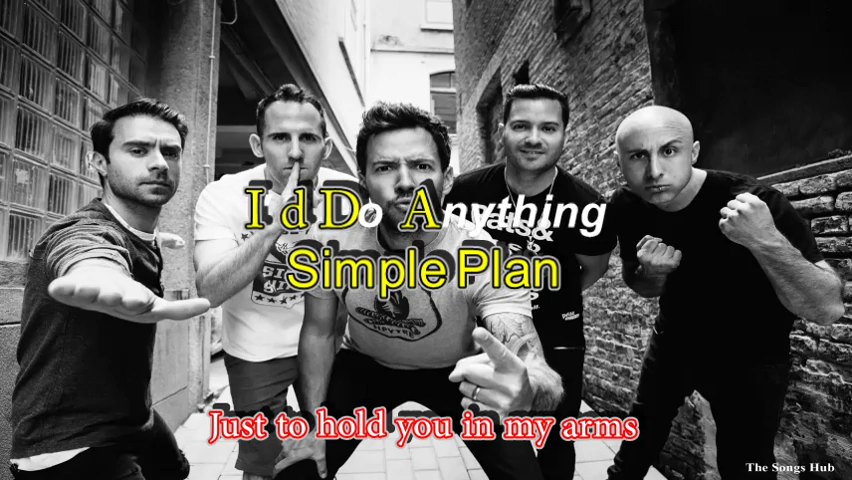 I'd Do Anything
Simple Plan
Just to hold you in my arms
The Songs Hub